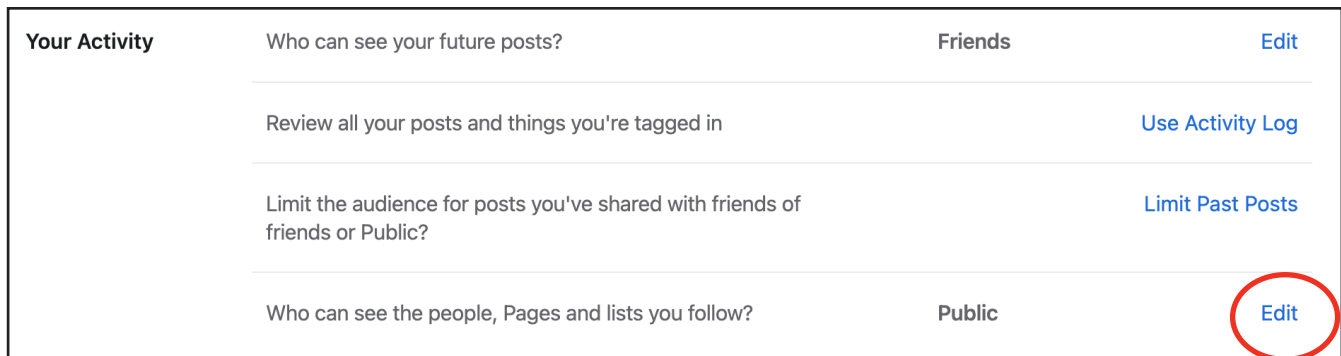 Your Activity Who can see your future posts? Friends Edit
Review all your posts and things you're tagged in Use Activity Log
Limit the audience for posts you've shared with friends of Limit Past Posts
friends or Public?
Who can see the people, Pages and lists you follow? Public Edit